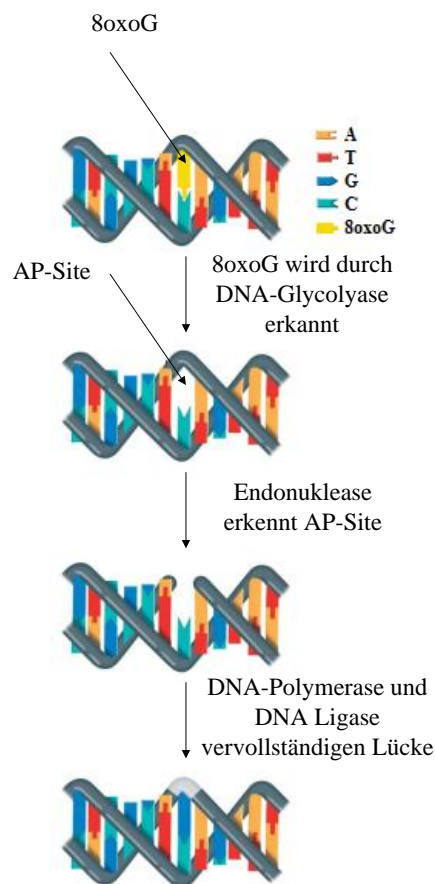 8oxoG
A
T
G
C
8oxoG
AP-Site
8oxoG wird durch
DNA-Glycolyase
erkannt
Endonuklease
erkennt AP-Site
DNA-Polymerase und
DNA Ligase
vervollständigen Lücke